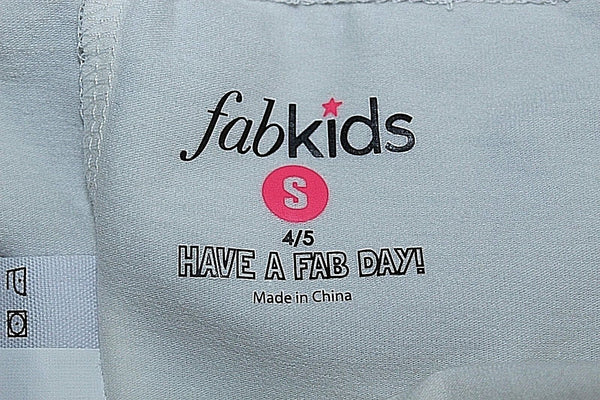 fabkids
S
4/5
HAVE A FAB DAY!
Made in China